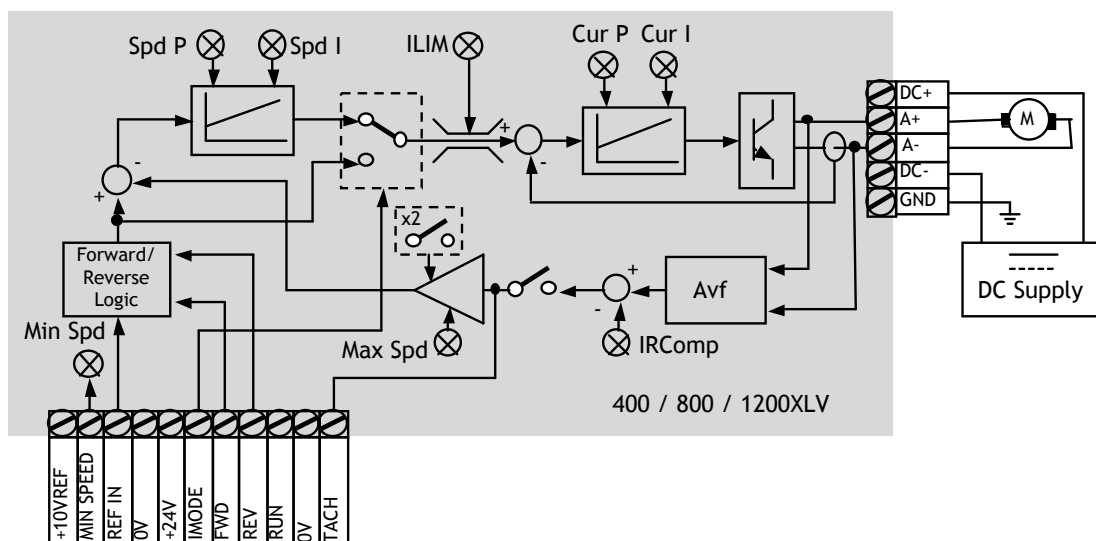 Spd P
Spd I
ILIM
Cur P Cur I
DC+
A+
M
A-
DC-
GND
+
-
-
+
x2
Forward/
Reverse
Logic
Avf
+
-
DC Supply
Min Spd
Max Spd
IRComp
400 / 800 / 1200XLV
+10VREF
MIN SPEED
REF IN
0V
+24V
IMODE
FWD
REV
RUN
0V
TACH